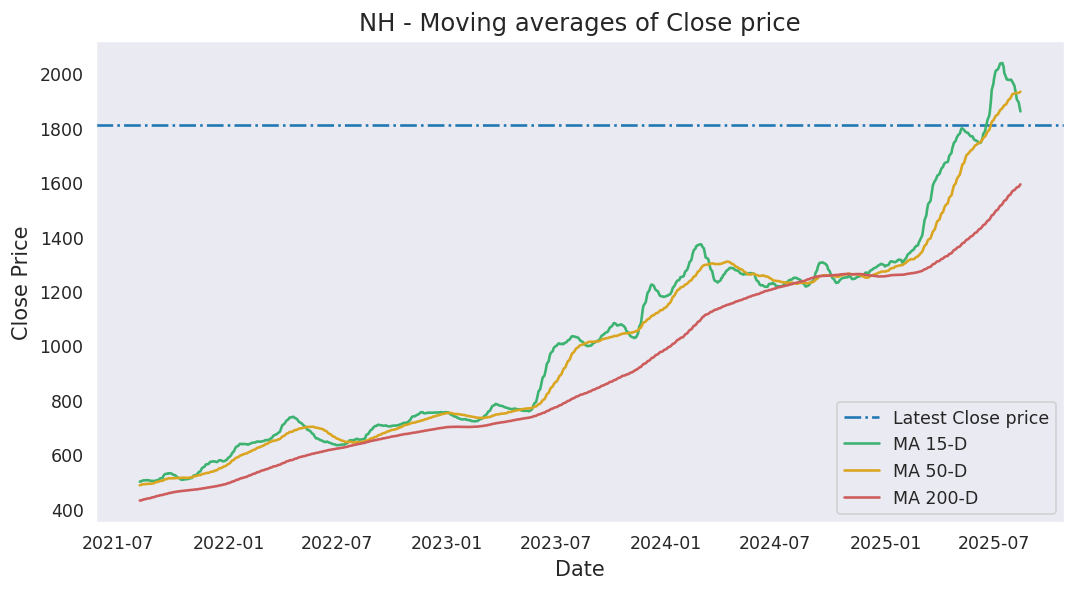 NH - Moving averages of Close price
Close Price
2000
1800
1600
1400
1200
1000
800
600
400
2021-07 2022-01 2022-07 2023-01 2023-07 2024-01 2024-07 2025-01 2025-07
Date
Latest Close price
MA 15-D
MA 50-D
MA 200-D